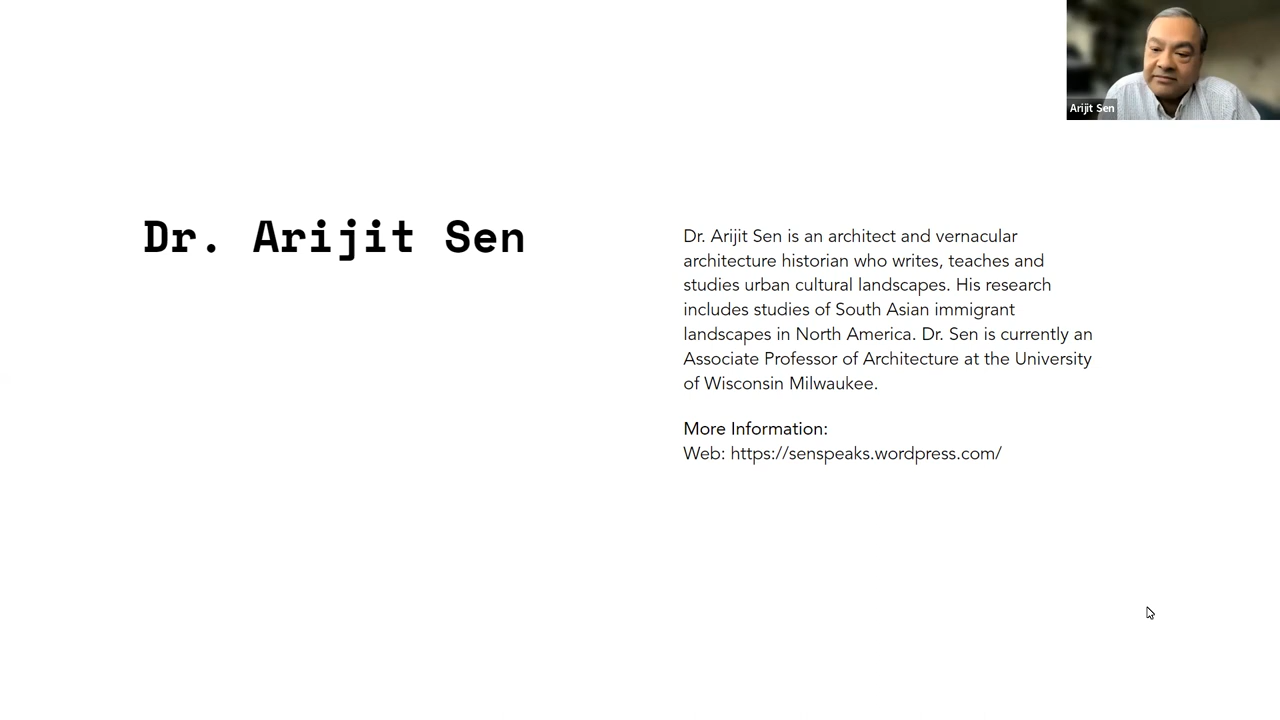 Arijit Sen
Dr. Arijit Sen
Dr. Arijit Sen is an architect and vernacular
architecture historian who writes, teaches and
studies urban cultural landscapes. His research
includes studies of South Asian immigrant
landscapes in North America. Dr. Sen is currently an
Associate Professor of Architecture at the University
of Wisconsin Milwaukee.
More Information:
Web: https://senspeaks.wordpress.com/